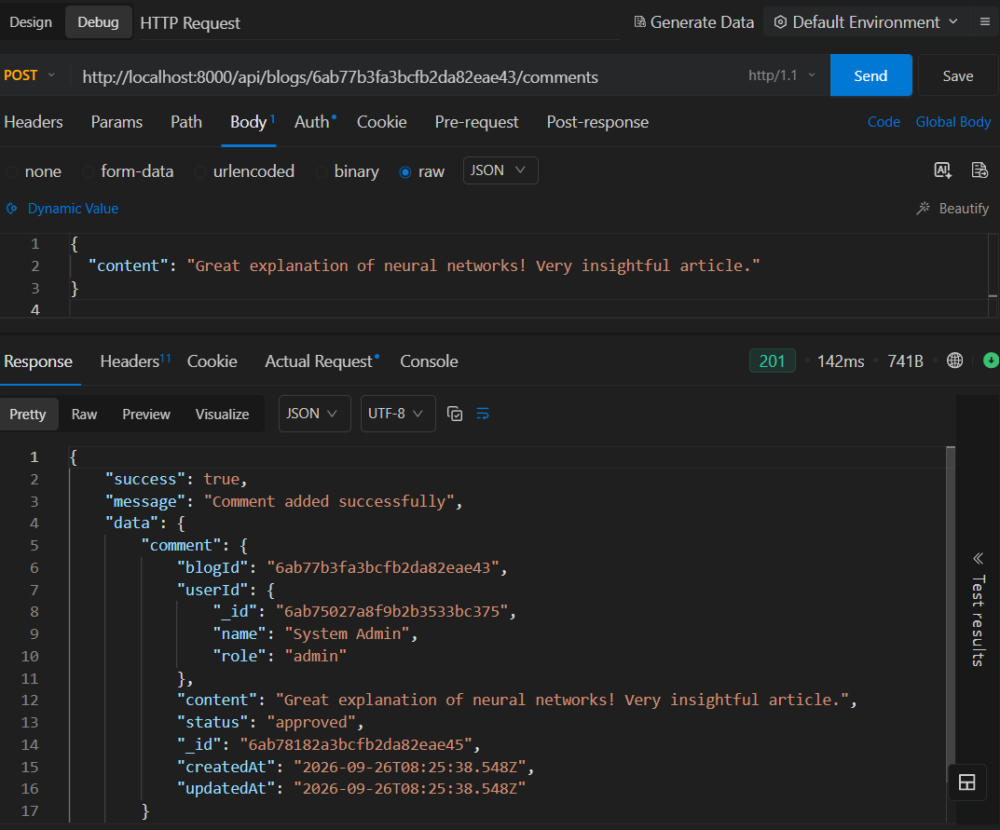 Design Debug HTTP Request Generate Data Default Environment
POST http://localhost:8000/api/blogs/6ab77b3fa3bcfb2da82eae43/comments http/1.1 Send Save
Headers Params Path Body 1 Auth Cookie Pre-request Post-response Code Global Body
none form-data urlencoded binary raw JSON AI
Dynamic Value Beautify
1 {
2 "content": "Great explanation of neural networks! Very insightful article."
3 }
4
Response Headers 11 Cookie Actual Request Console 201 142ms 741B
Pretty Raw Preview Visualize JSON UTF-8
1 {
2 "success": true,
3 "message": "Comment added successfully",
4 "data": {
5 "comment": {
6 "blogId": "6ab77b3fa3bcfb2da82eae43",
7 "userId": {
8 "_id": "6ab75027a8f9b2b3533bc375",
9 "name": "System Admin",
10 "role": "admin"
11 },
12 "content": "Great explanation of neural networks! Very insightful article.",
13 "status": "approved",
14 "_id": "6ab78182a3bcfb2da82eae45",
15 "createdAt": "2026-09-26T08:25:38.548Z",
16 "updatedAt": "2026-09-26T08:25:38.548Z"
17 }
Test results